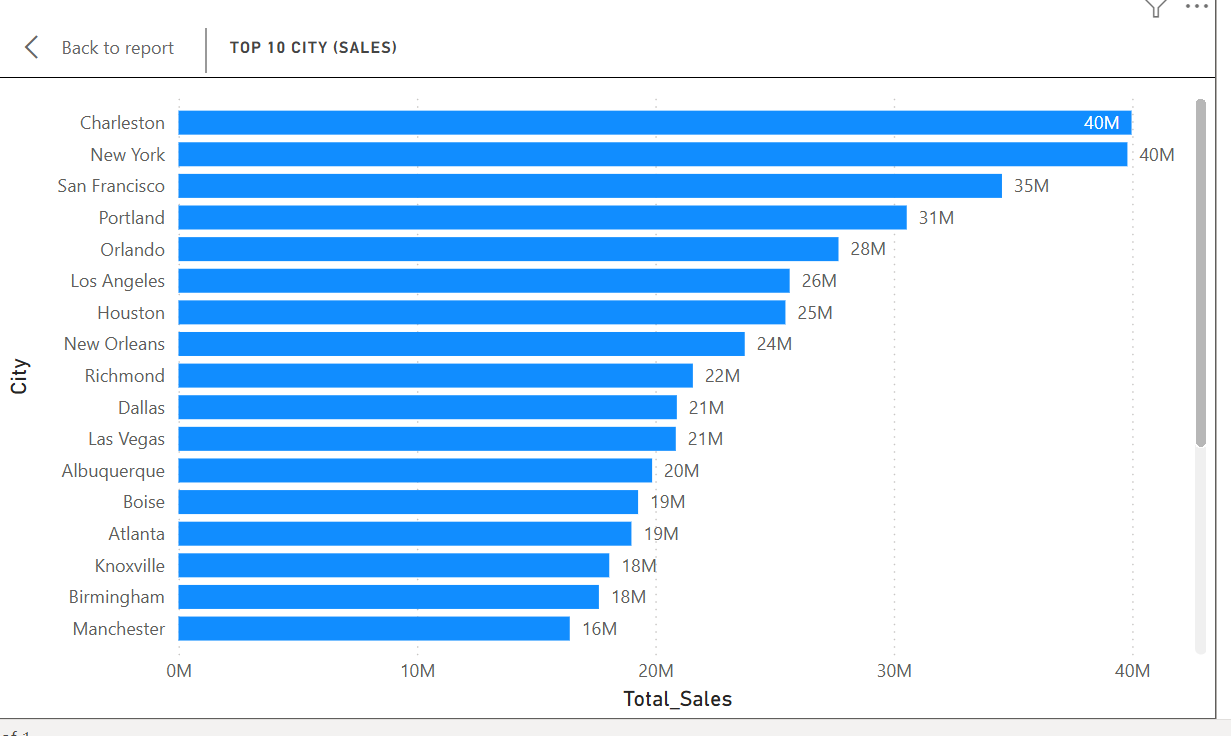 Back to report
TOP 10 CITY (SALES)
City
Charleston 40M
New York 40M
San Francisco 35M
Portland 31M
Orlando 28M
Los Angeles 26M
Houston 25M
New Orleans 24M
Richmond 22M
Dallas 21M
Las Vegas 21M
Albuquerque 20M
Boise 19M
Atlanta 19M
Knoxville 18M
Birmingham 18M
Manchester 16M
0M 10M 20M 30M 40M
Total_Sales